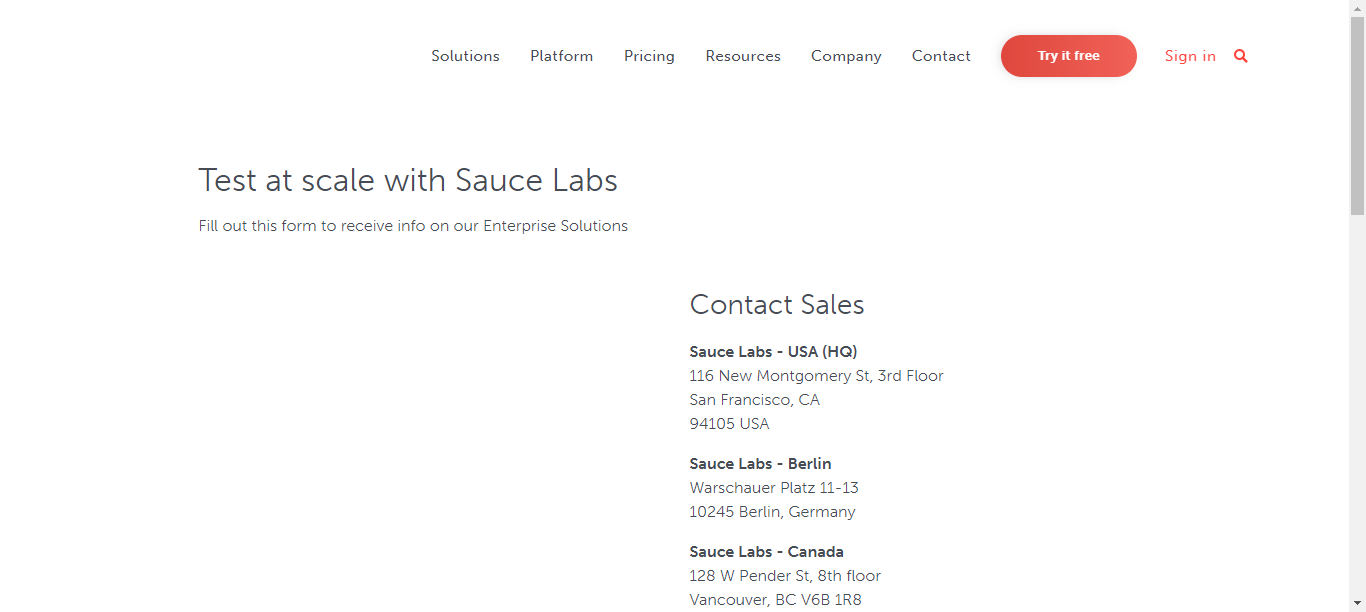 Solutions
Platform
Pricing
Resources
Company
Contact
Try it free
Sign in
Test at scale with Sauce Labs
Fill out this form to receive info on our Enterprise Solutions
Contact Sales
Sauce Labs - USA (HQ)
116 New Montgomery St, 3rd Floor
San Francisco, CA
94105 USA
Sauce Labs - Berlin
Warschauer Platz 11-13
10245 Berlin, Germany
Sauce Labs - Canada
128 W Pender St, 8th floor
Vancouver, BC V6B 1R8